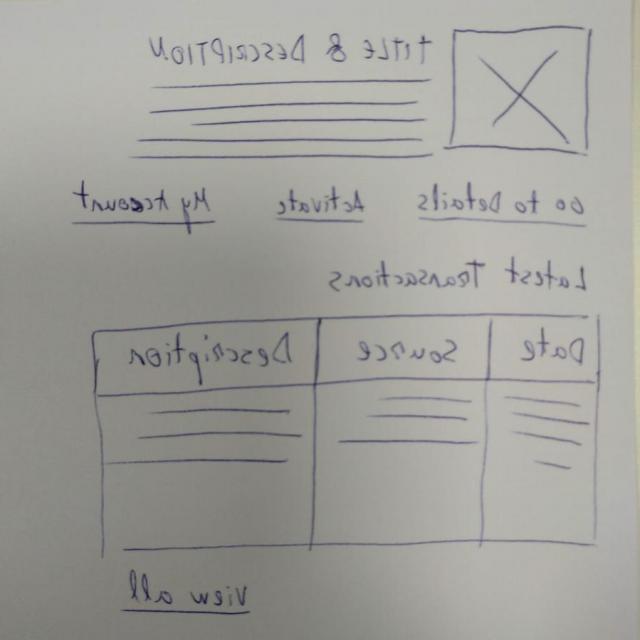 TITLE & DESCRIPTION
Go to Details Activate My Account
Latest Transactions
Date Source Description
View all